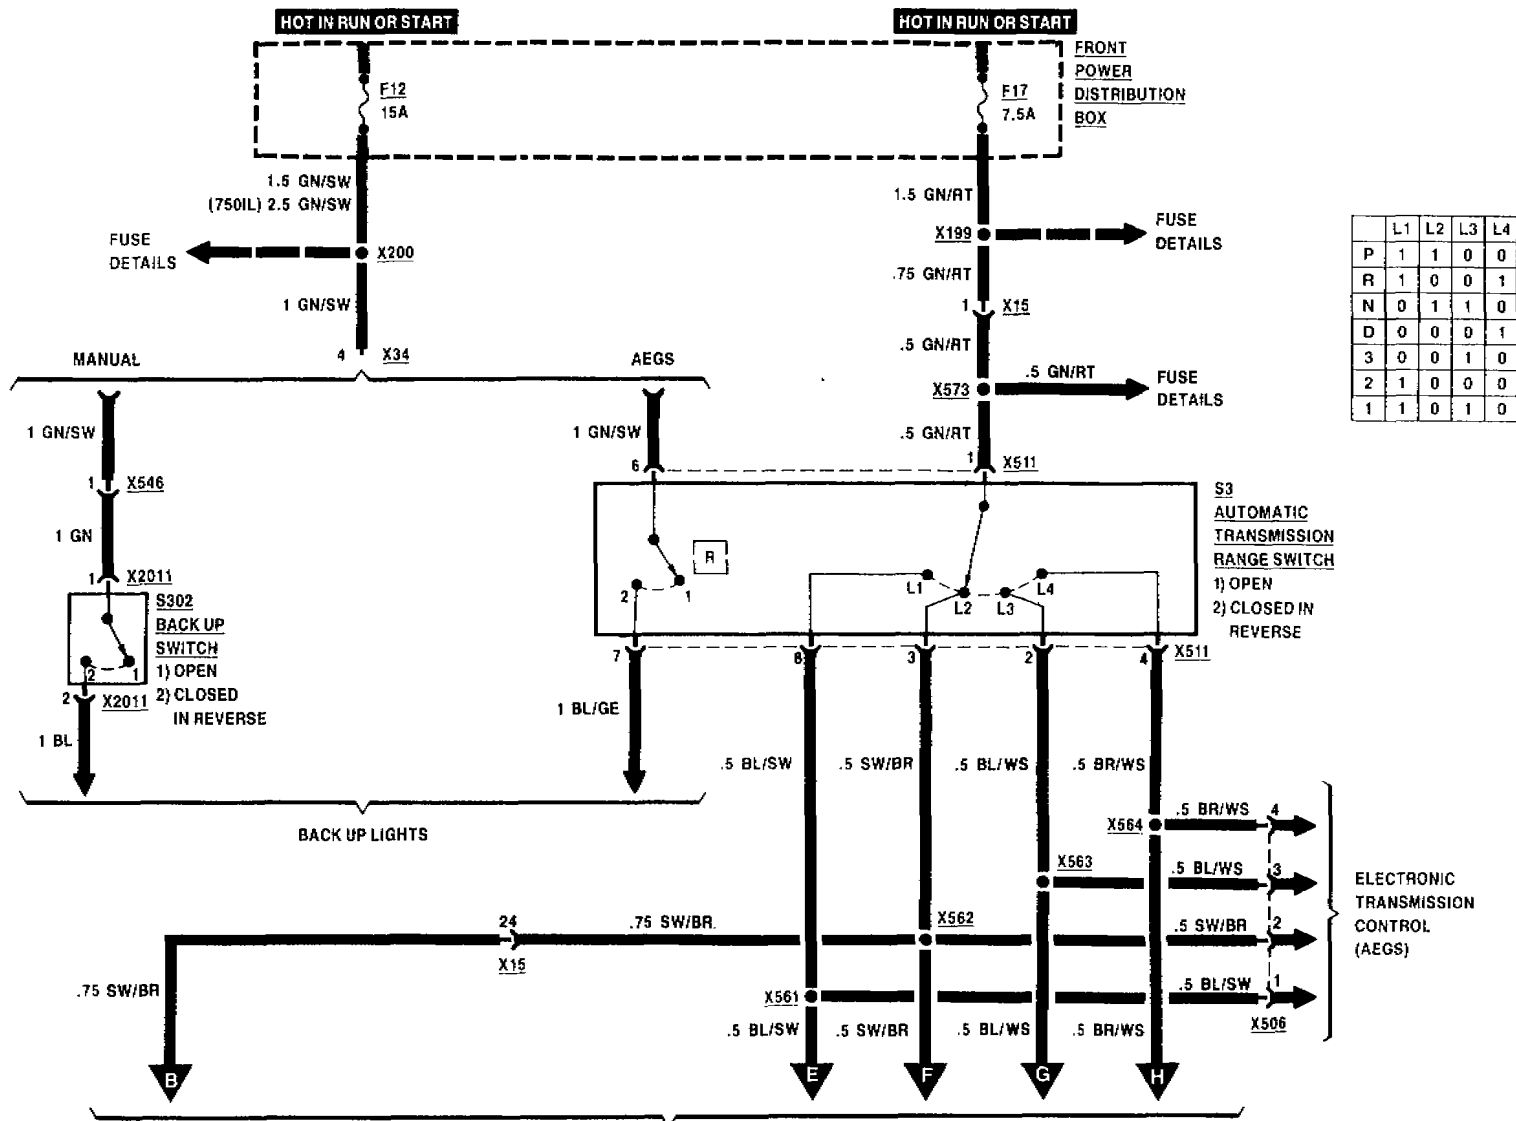 HOT IN RUN OR START
HOT IN RUN OR START
FRONT
POWER
DISTRIBUTION
BOX
F12
15A
F17
7.5A
1.5 GN/SW
(750IL) 2.5 GN/SW
1.5 GN/RT
FUSE
DETAILS
X200
X199
FUSE
DETAILS
.75 GN/RT
1 GN/SW
1 X15
.5 GN/RT
4 X34
MANUAL
AEGS
X573
.5 GN/RT
FUSE
DETAILS
L1 L2 L3 L4
P 1 1 0 0
R 1 0 0 1
N 0 1 1 0
D 0 0 0 1
3 0 0 1 0
2 1 0 0 0
1 1 0 1 0
1 GN/SW
1 GN/SW
.5 GN/RT
6
1 X511
1 X546
1 GN
1 X2011
S302
BACK UP
SWITCH
1) OPEN
2) CLOSED
IN REVERSE
2 1
2 X2011
1 BL
R
2 1
L1 L2 L3 L4
S3
AUTOMATIC
TRANSMISSION
RANGE SWITCH
1) OPEN
2) CLOSED IN
REVERSE
7 8 3 2 4 X511
1 BL/GE
.5 BL/SW
.5 SW/BR
.5 BL/WS
.5 BR/WS
BACK UP LIGHTS
X564
.5 BR/WS
4
X563
.5 BL/WS
3
24
X15
.75 SW/BR
X562
.5 SW/BR
2
.75 SW/BR
X561
.5 BL/SW
1
X506
ELECTRONIC
TRANSMISSION
CONTROL
(AEGS)
.5 BL/SW
.5 SW/BR
.5 BL/WS
.5 BR/WS
B E F G H